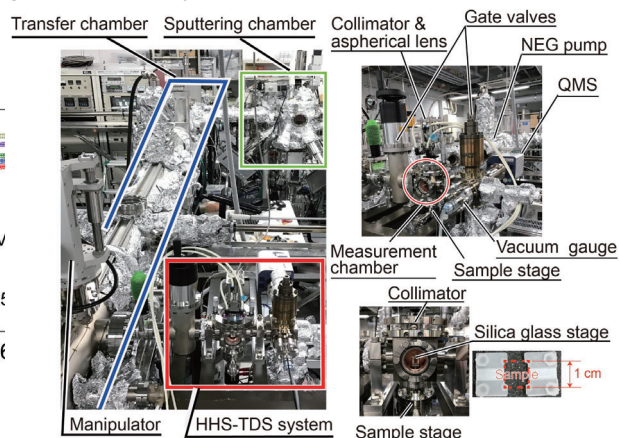 Transfer chamber
Sputtering chamber
Collimator &
aspherical lens
Gate valves
NEG pump
QMS
Measurement
chamber
Vacuum gauge
Sample stage
Collimator
Silica glass stage
Sample
1 cm
Manipulator
HHS-TDS system
Sample stage